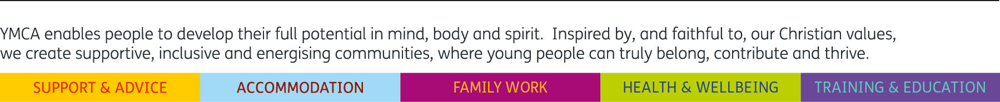 YMCA enables people to develop their full potential in mind, body and spirit.  Inspired by, and faithful to, our Christian values,
we create supportive, inclusive and energising communities, where young people can truly belong, contribute and thrive.
SUPPORT & ADVICE
ACCOMMODATION
FAMILY WORK
HEALTH & WELLBEING
TRAINING & EDUCATION